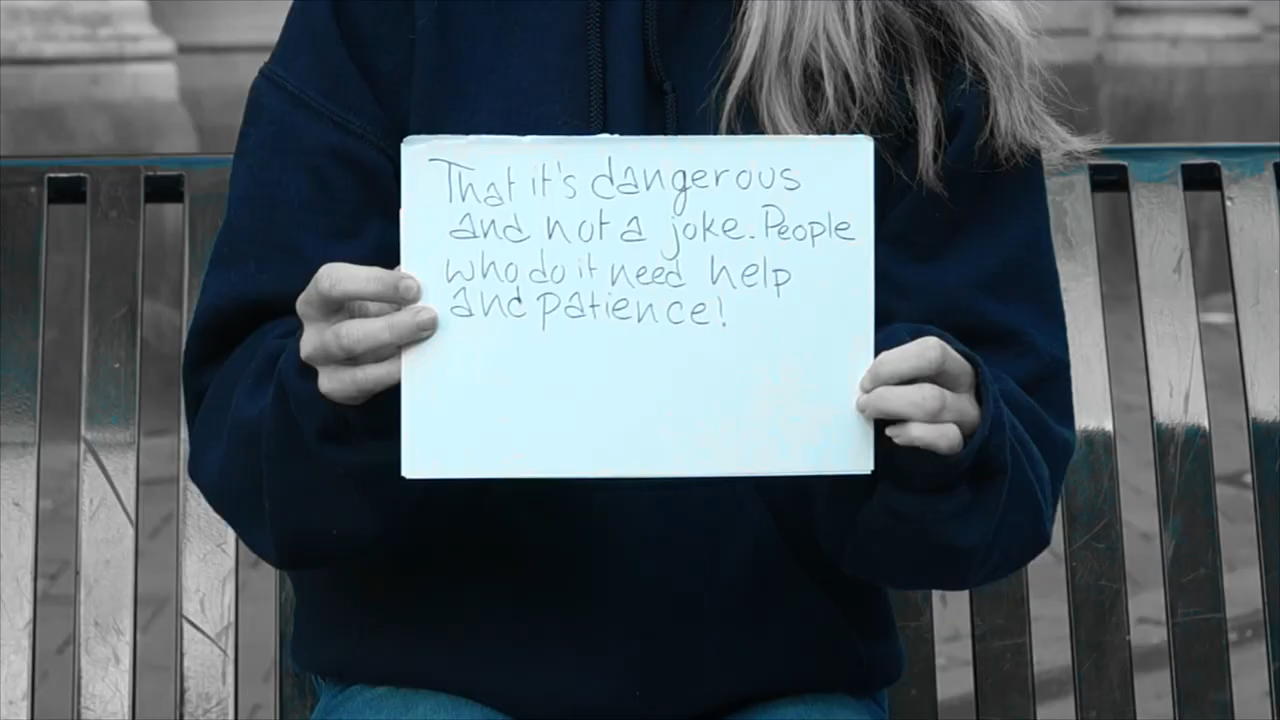 That it's dangerous
and not a joke. People
who do it need help
and patience!